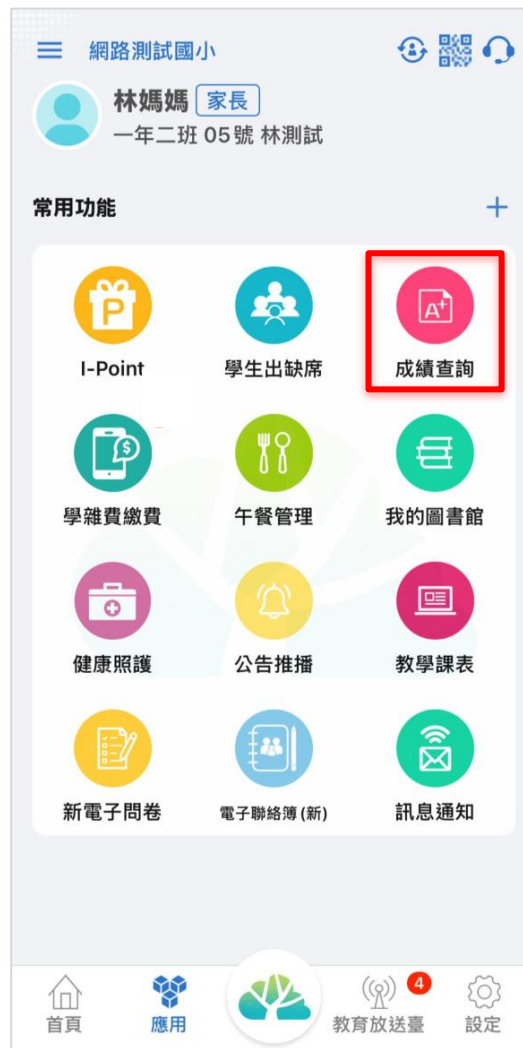 網路測試國小
林媽媽 家長
一年二班 05號 林測試
常用功能
I-Point 學生出缺席 成績查詢
學雜費繳費 午餐管理 我的圖書館
健康照護 公告推播 教學課表
新電子問卷 電子聯絡簿(新) 訊息通知
4
首頁 應用 教育放送臺 設定